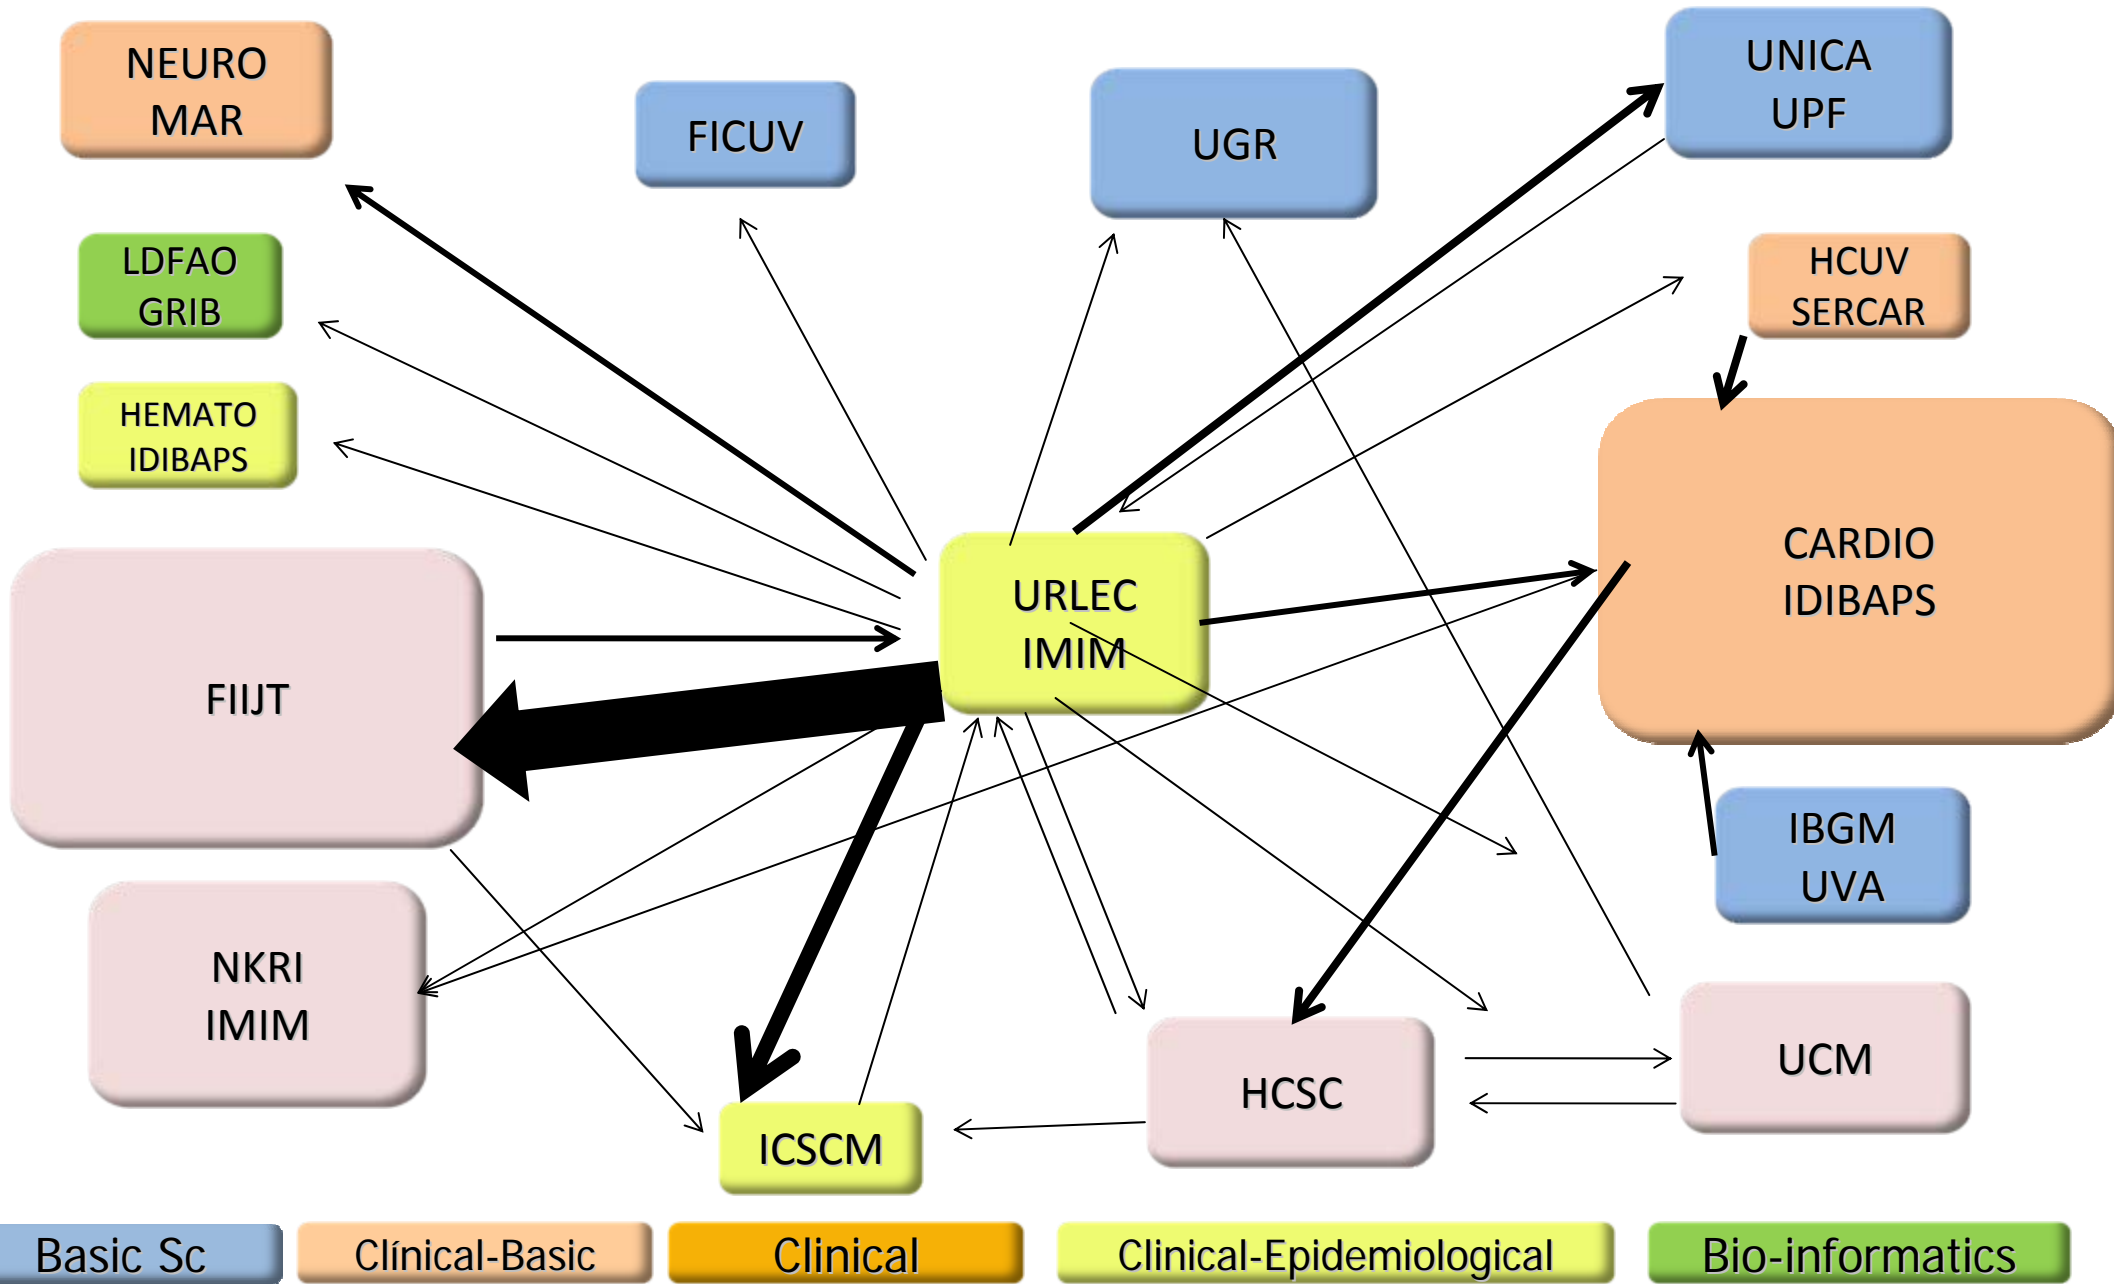 NEURO
MAR
FICUV
UGR
UNICA
UPF
LDFAO
GRIB
HCUV
SERCAR
HEMATO
IDIBAPS
URLEC
IMIM
CARDIO
IDIBAPS
FIIJT
IBGM
UVA
NKRI
IMIM
HCSC
UCM
ICSCM
Basic Sc
Clínical-Basic
Clinical
Clinical-Epidemiological
Bio-informatics